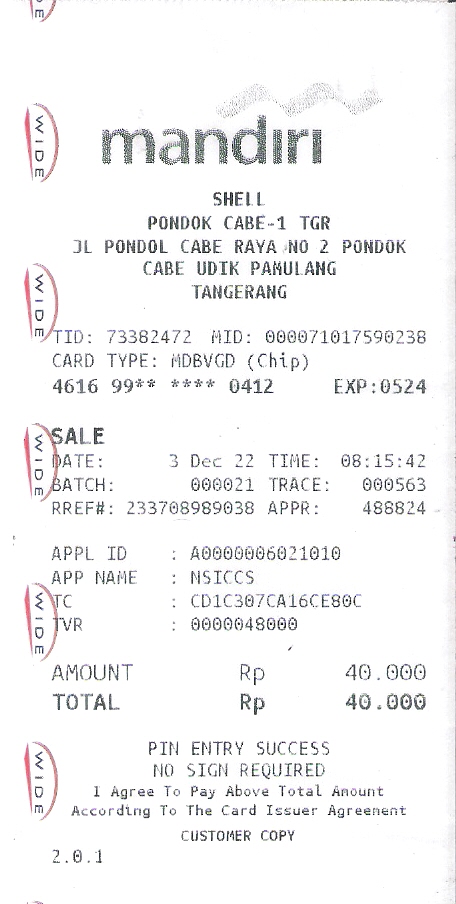 mandiri
SHELL
PONDOK CABE-1 TGR
JL PONDOL CABE RAYA NO 2 PONDOK
CABE UDIK PAMULANG
TANGERANG
TID: 73382472 MID: 000071017590238
CARD TYPE: MDBVGD (Chip)
4616 99** **** 0412 EXP:0524
SALE
DATE: 3 Dec 22 TIME: 08:15:42
BATCH: 000021 TRACE: 000563
RREF#: 233708989038 APPR: 488824
APPL ID : A0000006021010
APP NAME : NSICCS
TC : CD1C307CA16CE80C
TVR : 0000048000
AMOUNT Rp 40.000
TOTAL Rp 40.000
PIN ENTRY SUCCESS
NO SIGN REQUIRED
I Agree To Pay Above Total Amount
According To The Card Issuer Agreement
CUSTOMER COPY
2.0.1
WIDE
WIDE
WIDE
WIDE
WIDE